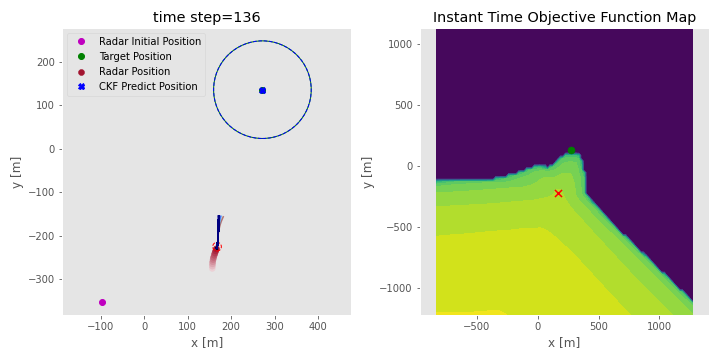 time step=136
Radar Initial Position
Target Position
Radar Position
CKF Predict Position
200
100
0
−100
−200
−300
y [m]
−100
0
100
200
300
400
x [m]
Instant Time Objective Function Map
1000
500
0
−500
−1000
y [m]
−500
0
500
1000
x [m]